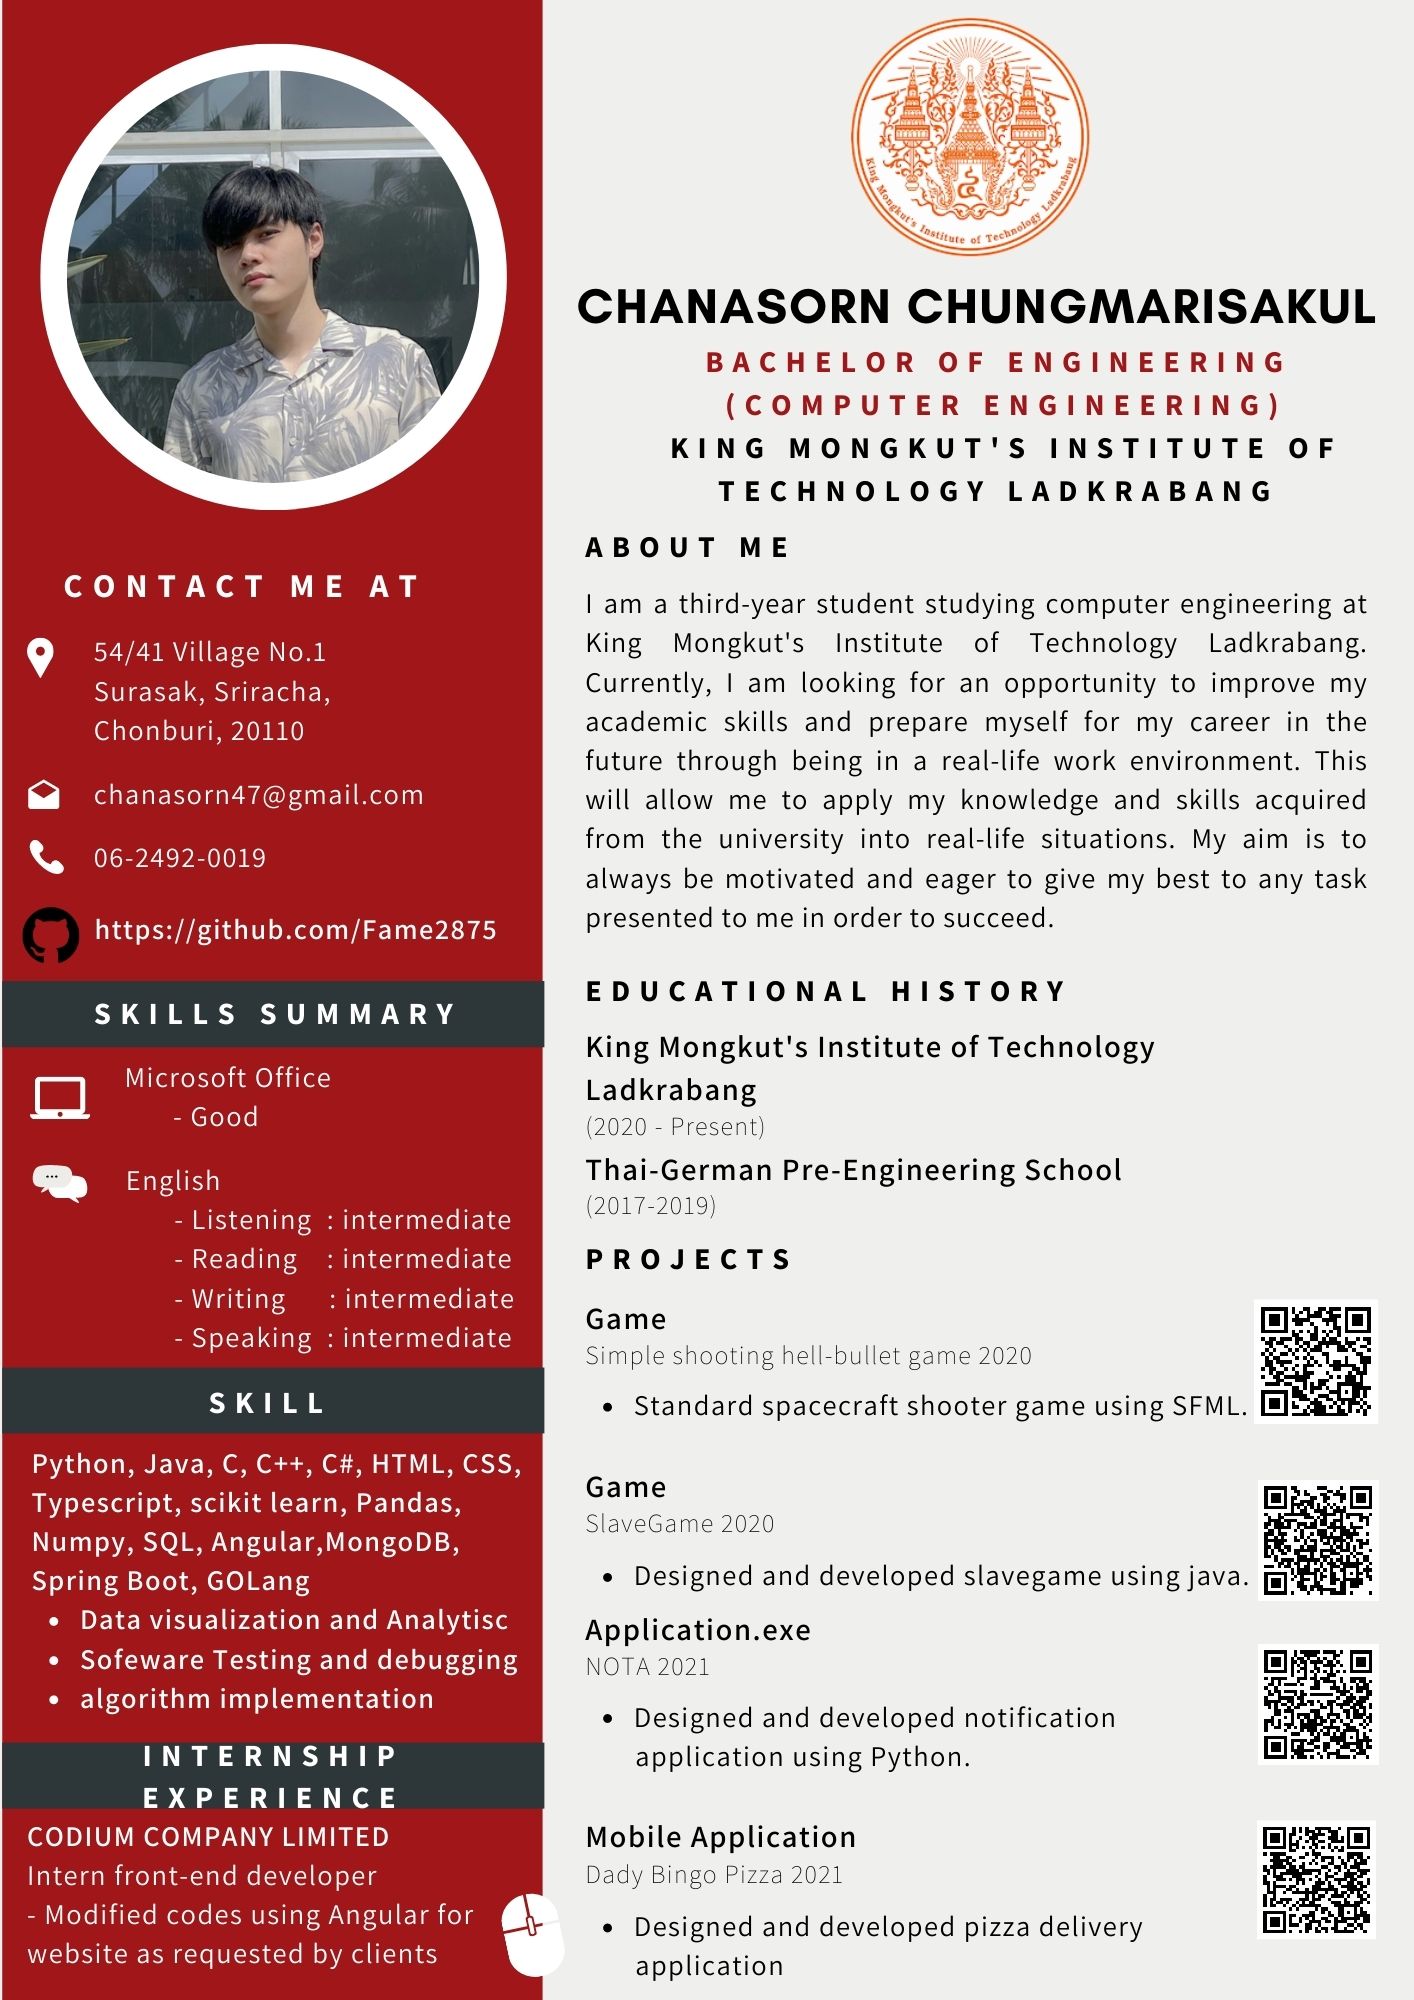 King Mongkut's Institute of Technology Ladkrabang
CHANASORN CHUNGMARISAKUL
BACHELOR OF ENGINEERING
(COMPUTER ENGINEERING)
KING MONGKUT'S INSTITUTE OF
TECHNOLOGY LADKRABANG
CONTACT ME AT
54/41 Village No.1
Surasak, Sriracha,
Chonburi, 20110
chanasorn47@gmail.com
06-2492-0019
https://github.com/Fame2875
SKILLS SUMMARY
Microsoft Office
- Good
English
- Listening : intermediate
- Reading : intermediate
- Writing : intermediate
- Speaking : intermediate
SKILL
Python, Java, C, C++, C#, HTML, CSS,
Typescript, scikit learn, Pandas,
Numpy, SQL, Angular,MongoDB,
Spring Boot, GOLang
• Data visualization and Analytisc
• Sofeware Testing and debugging
• algorithm implementation
INTERNSHIP
EXPERIENCE
CODIUM COMPANY LIMITED
Intern front-end developer
- Modified codes using Angular for
website as requested by clients
ABOUT ME
I am a third-year student studying computer engineering at
King Mongkut's Institute of Technology Ladkrabang.
Currently, I am looking for an opportunity to improve my
academic skills and prepare myself for my career in the
future through being in a real-life work environment. This
will allow me to apply my knowledge and skills acquired
from the university into real-life situations. My aim is to
always be motivated and eager to give my best to any task
presented to me in order to succeed.
EDUCATIONAL HISTORY
King Mongkut's Institute of Technology
Ladkrabang
(2020 - Present)
Thai-German Pre-Engineering School
(2017-2019)
PROJECTS
Game
Simple shooting hell-bullet game 2020
• Standard spacecraft shooter game using SFML.
Game
SlaveGame 2020
• Designed and developed slavegame using java.
Application.exe
NOTA 2021
• Designed and developed notification
application using Python.
Mobile Application
Dady Bingo Pizza 2021
• Designed and developed pizza delivery
application